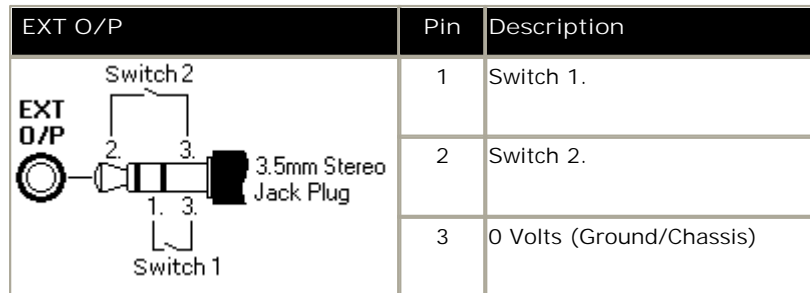 EXT O/P Pin Description
Switch 2
EXT
O/P
2. 3.
3.5mm Stereo
Jack Plug
1. 3.
Switch 1
1 Switch 1.
2 Switch 2.
3 0 Volts (Ground/Chassis)